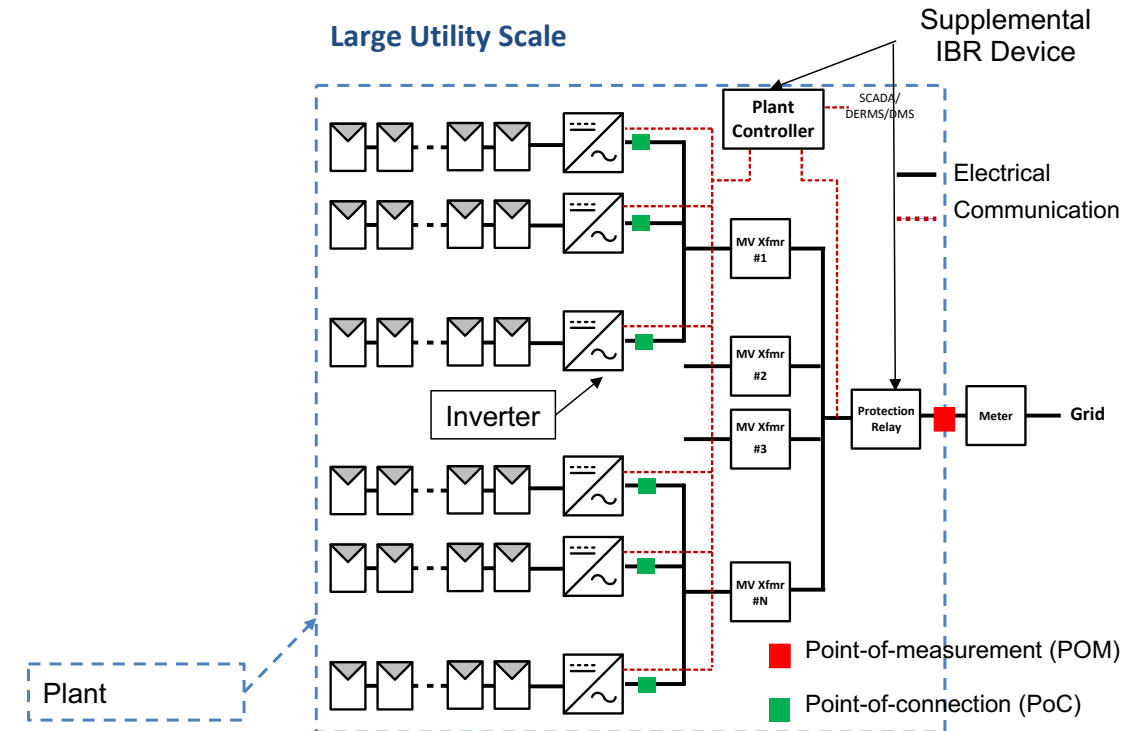 Supplemental
IBR Device
Large Utility Scale
Plant
Controller
SCADA/
DERMS/DMS
Electrical
Communication
MV Xfmr
#1
MV Xfmr
#2
Inverter
Protection
Relay
Meter
Grid
MV Xfmr
#3
MV Xfmr
#N
Point-of-measurement (POM)
Plant
Point-of-connection (PoC)